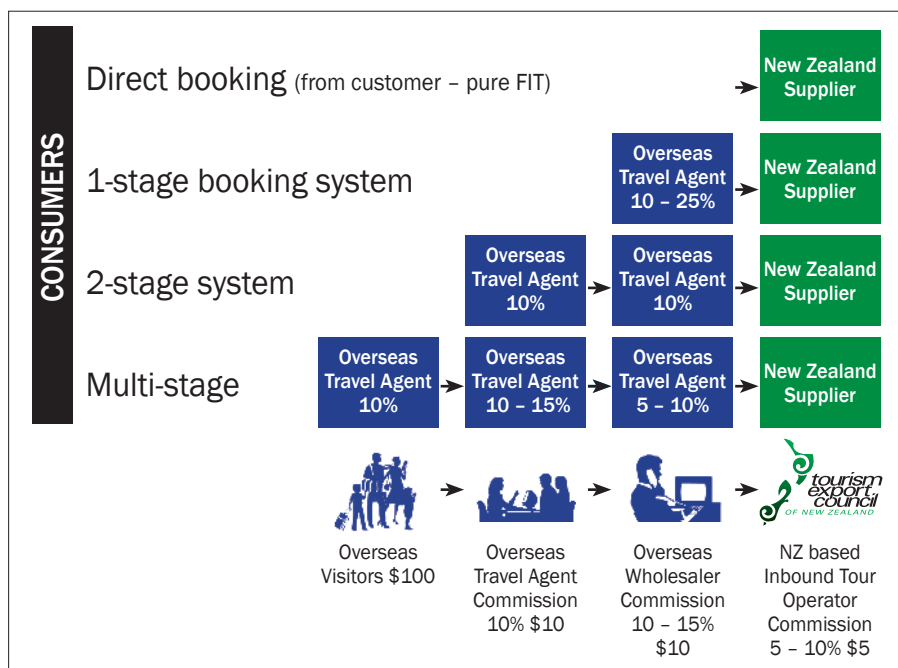 CONSUMERS
Direct booking (from customer – pure FIT)
New Zealand
Supplier
1-stage booking system
Overseas
Travel Agent
10 – 25%
New Zealand
Supplier
2-stage system
Overseas
Travel Agent
10%
Overseas
Travel Agent
10%
New Zealand
Supplier
Multi-stage
Overseas
Travel Agent
10%
Overseas
Travel Agent
10 – 15%
Overseas
Travel Agent
5 – 10%
New Zealand
Supplier
tourism
export
council
OF NEW ZEALAND
Overseas
Visitors $100
Overseas
Travel Agent
Commission
10% $10
Overseas
Wholesaler
Commission
10 – 15%
$10
NZ based
Inbound Tour
Operator
Commission
5 – 10% $5